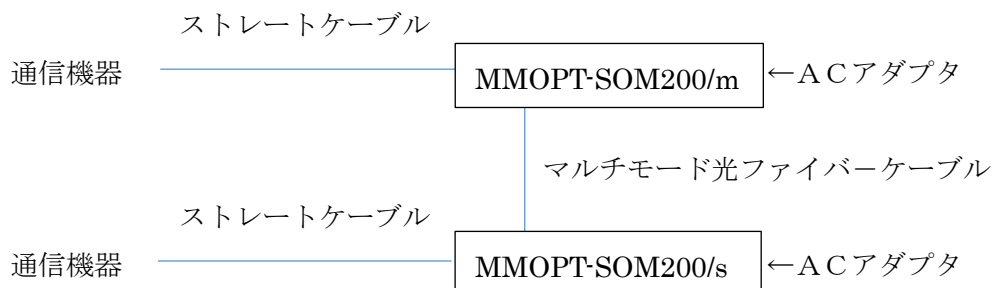 ストレートケーブル
通信機器
MMOPT-SOM200/m
←ＡＣアダプタ
マルチモード光ファイバーケーブル
ストレートケーブル
通信機器
MMOPT-SOM200/s
←ＡＣアダプタ